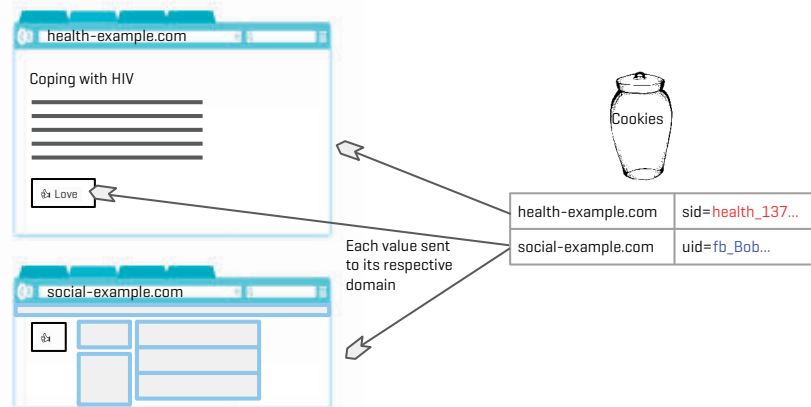 health-example.com
Coping with HIV
Love
Cookies
health-example.com sid=health_137...
social-example.com uid=fb_Bob...
Each value sent
to its respective
domain
social-example.com